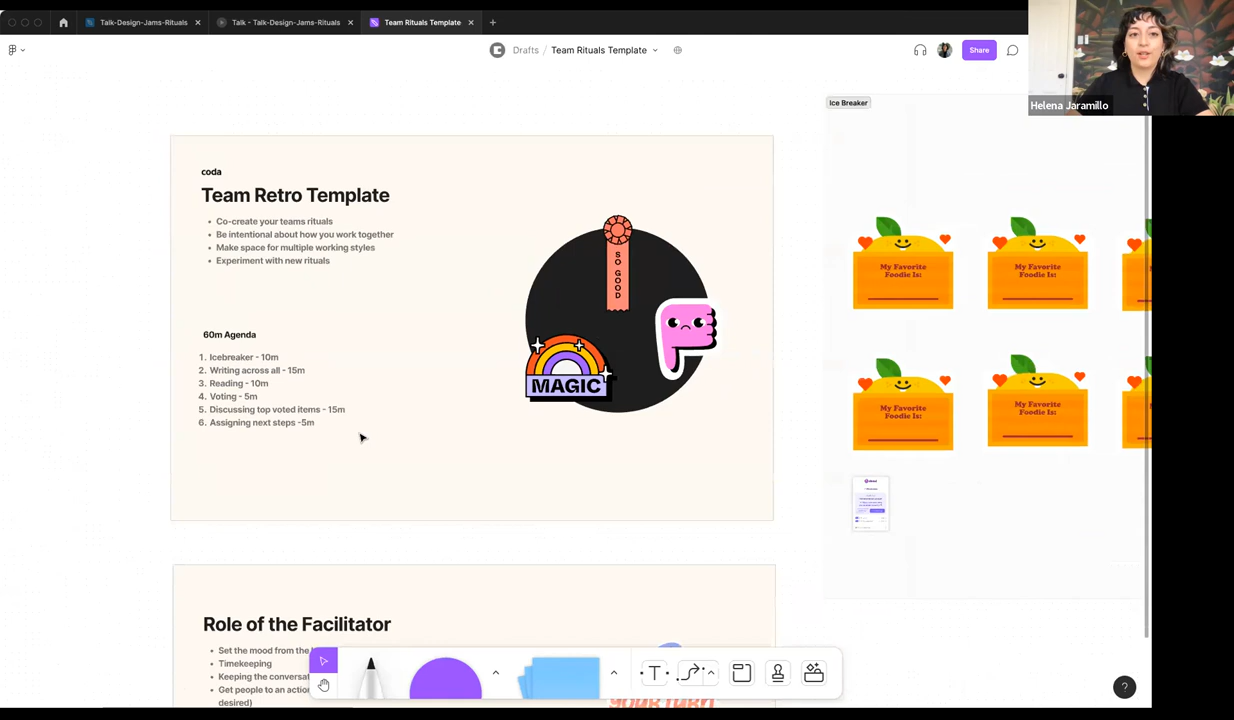 Talk-Design-Jams-Rituals
Talk - Talk-Design-Jams-Rituals
Team Rituals Template
Drafts / Team Rituals Template
Share
Helena Jaramillo
Ice Breaker
coda
Team Retro Template
• Co-create your teams rituals
• Be intentional about how you work together
• Make space for multiple working styles
• Experiment with new rituals
60m Agenda
1. Icebreaker - 10m
2. Writing across all - 15m
3. Reading - 10m
4. Voting - 5m
5. Discussing top voted items - 15m
6. Assigning next steps -5m
SO GOOD
MAGIC
My Favorite
Foodie Is:
My Favorite
Foodie Is:
My Favorite
Foodie Is:
My Favorite
Foodie Is:
Role of the Facilitator
• Set the mood from the
• Timekeeping
• Keeping the conversat
• Get people to an action
desired)
T
?